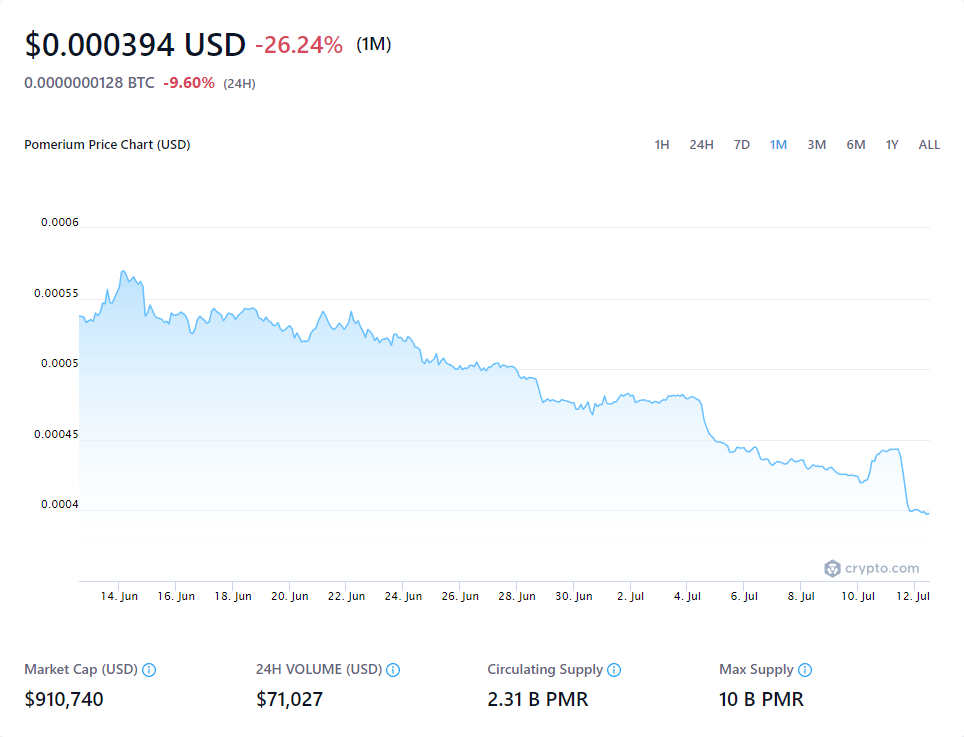 $0.000394 USD -26.24% (1M)
0.0000000128 BTC -9.60% (24H)
Pomerium Price Chart (USD) 1H 24H 7D 1M 3M 6M 1Y ALL
0.0006
0.00055
0.0005
0.00045
0.0004
crypto.com
14. Jun 16. Jun 18. Jun 20. Jun 22. Jun 24. Jun 26. Jun 28. Jun 30. Jun 2. Jul 4. Jul 6. Jul 8. Jul 10. Jul 12. Jul
Market Cap (USD) 24H VOLUME (USD) Circulating Supply Max Supply
$910,740 $71,027 2.31 B PMR 10 B PMR